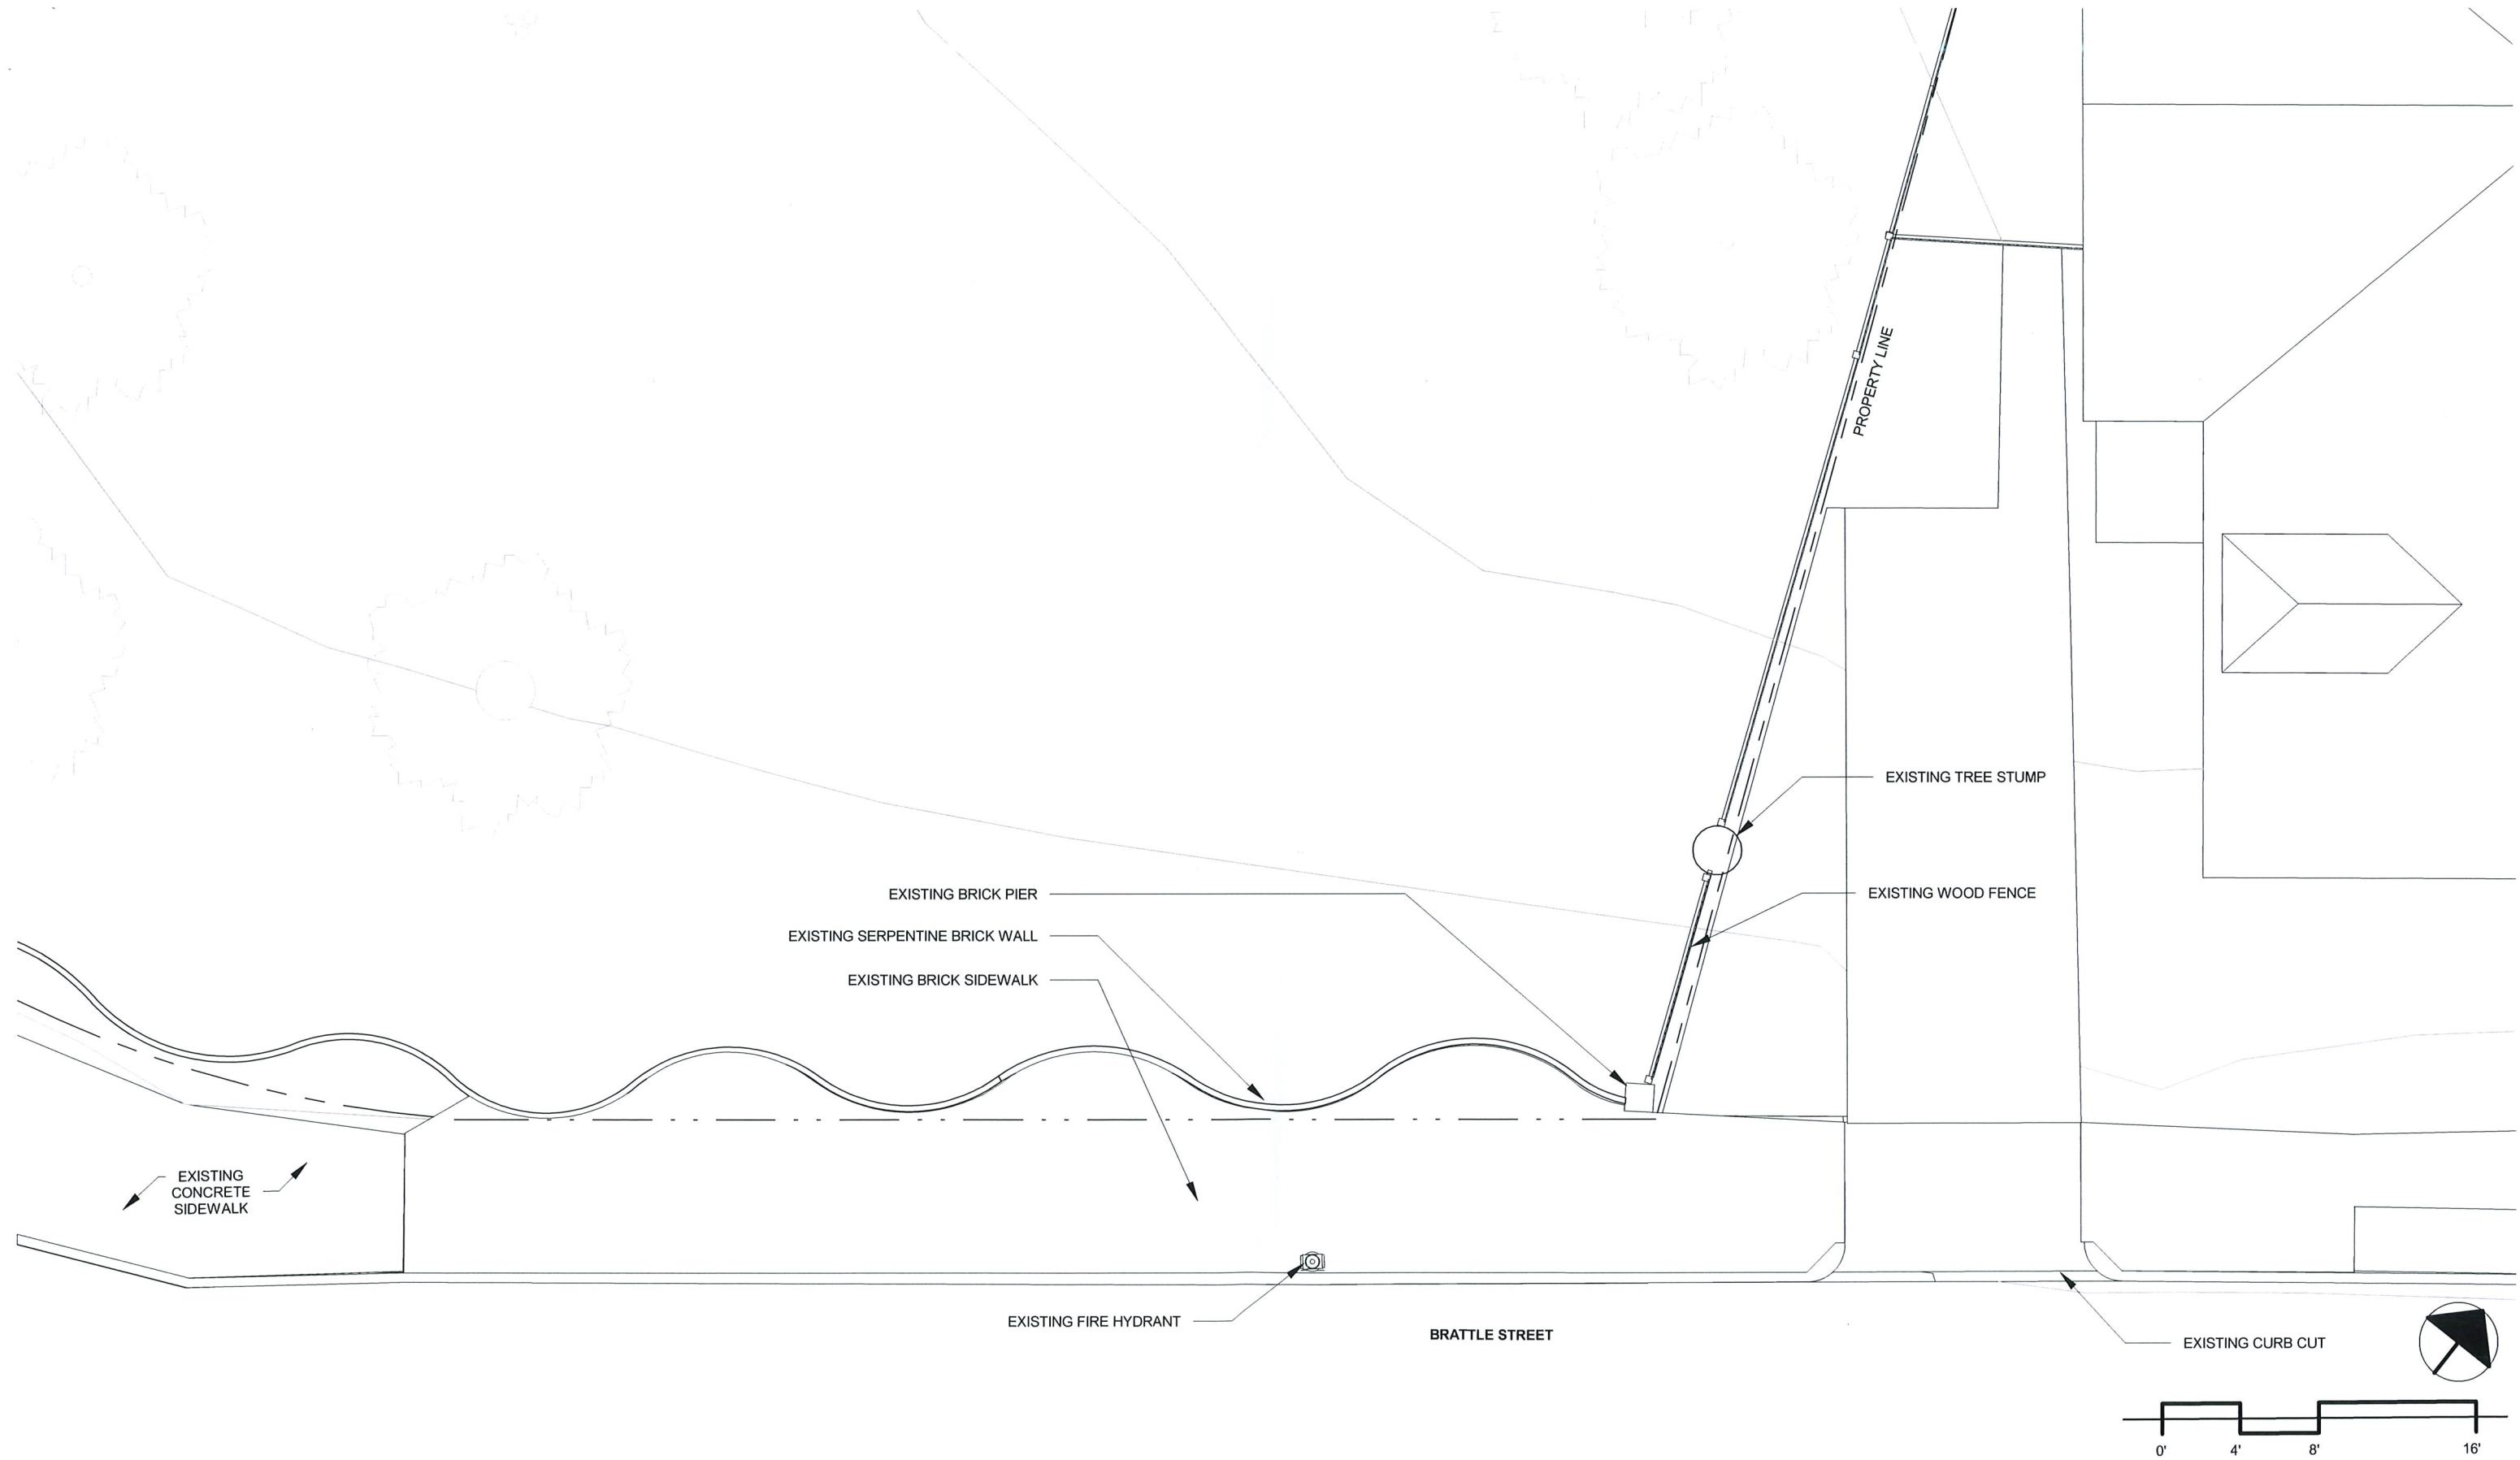 PROPERTY LINE
EXISTING TREE STUMP
EXISTING BRICK PIER
EXISTING WOOD FENCE
EXISTING SERPENTINE BRICK WALL
EXISTING BRICK SIDEWALK
EXISTING
CONCRETE
SIDEWALK
EXISTING FIRE HYDRANT
BRATTLE STREET
EXISTING CURB CUT
0' 4' 8' 16'